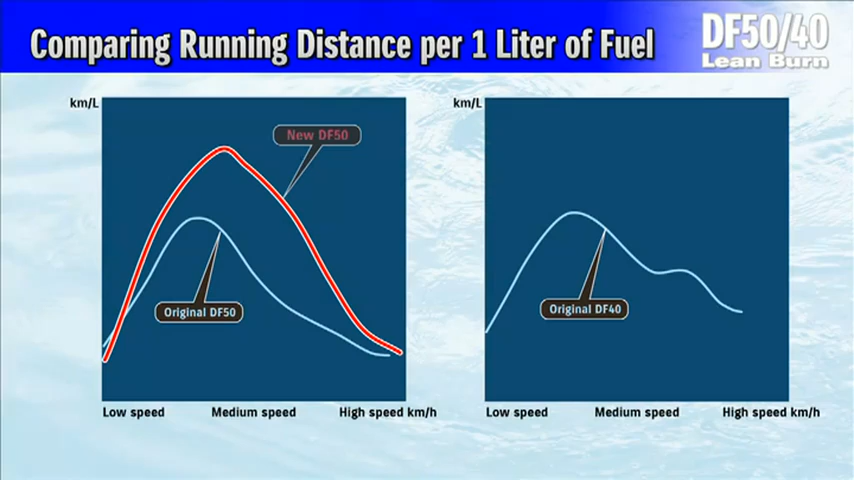 Comparing Running Distance per 1 Liter of Fuel
DF50/40
Lean Burn
km/L
New DF50
Original DF50
Low speed
Medium speed
High speed km/h
km/L
Original DF40
Low speed
Medium speed
High speed km/h